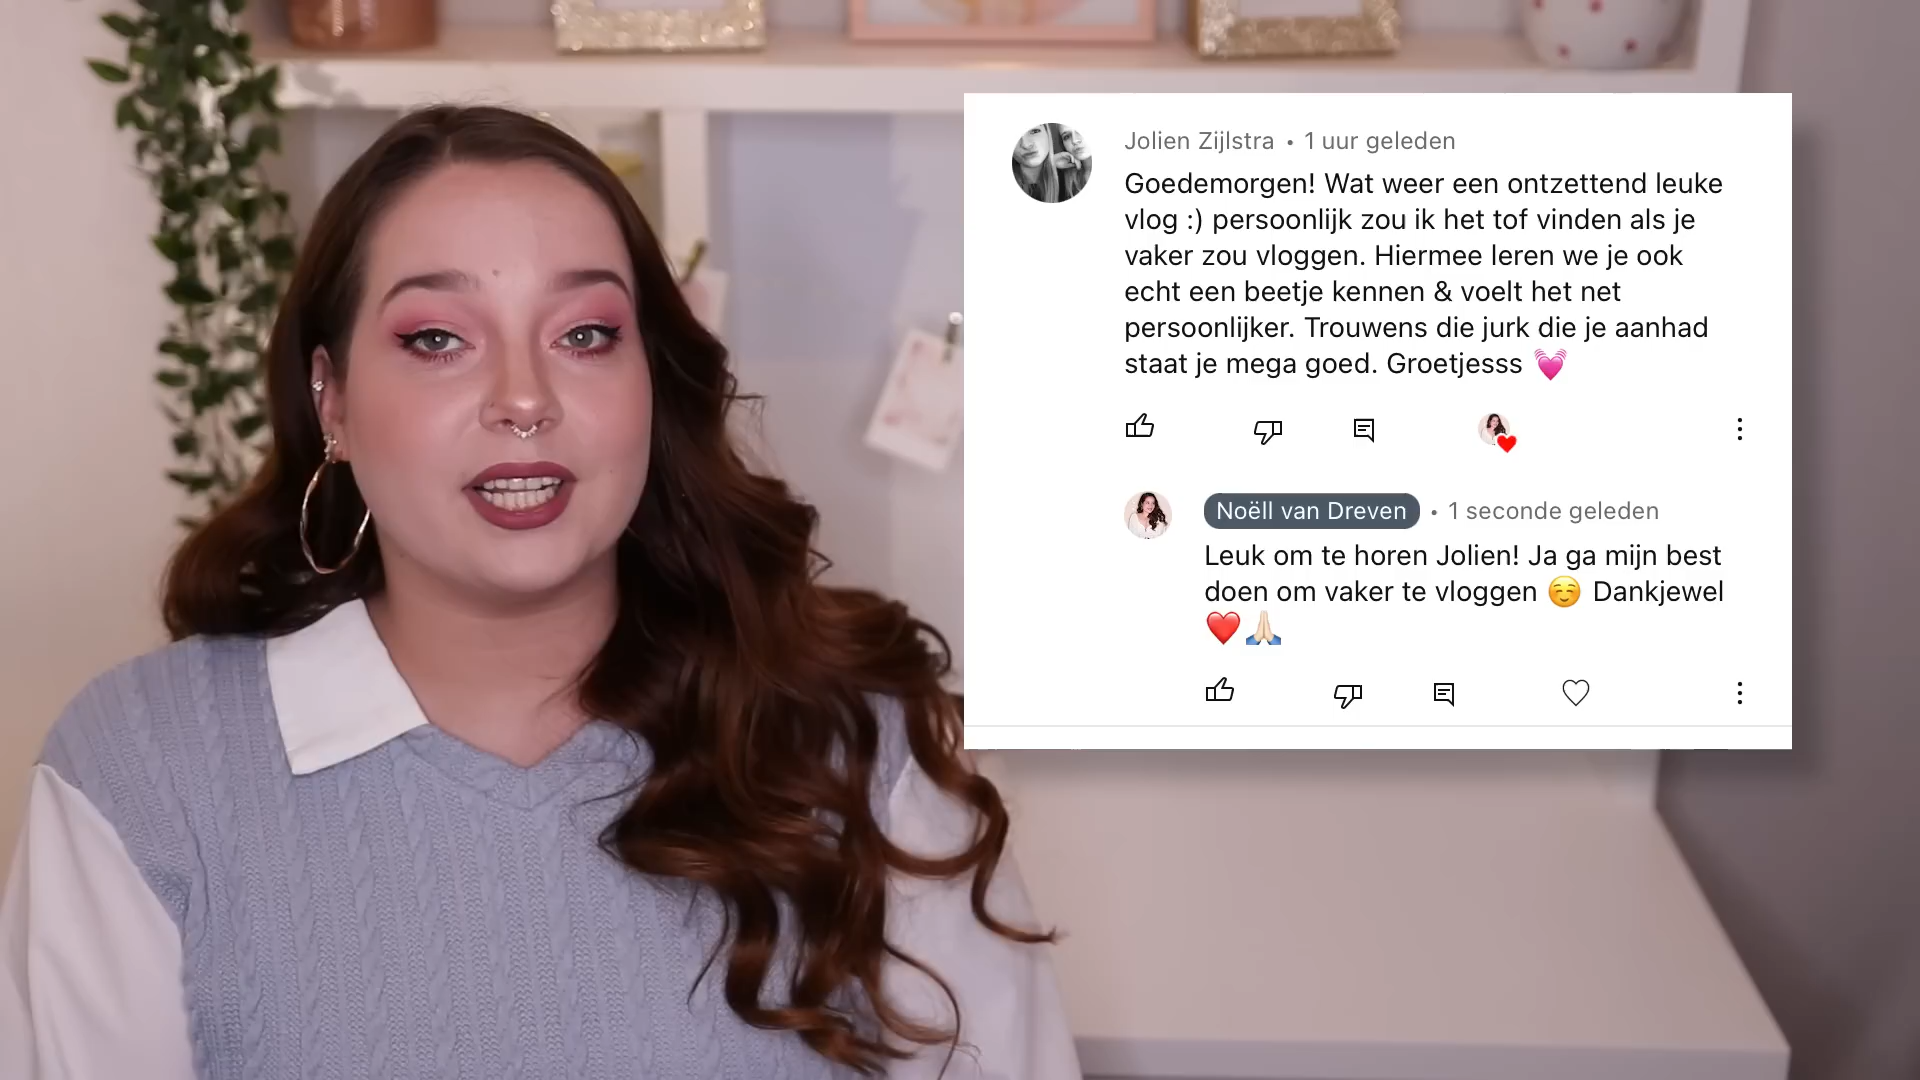 Jolien Zijlstra • 1 uur geleden
Goedemorgen! Wat weer een ontzettend leuke
vlog :) persoonlijk zou ik het tof vinden als je
vaker zou vloggen. Hiermee leren we je ook
echt een beetje kennen & voelt het net
persoonlijker. Trouwens die jurk die je aanhad
staat je mega goed. Groetjesss 💓
Noëll van Dreven • 1 seconde geleden
Leuk om te horen Jolien! Ja ga mijn best
doen om vaker te vloggen ☺️ Dankjewel
❤️🙏🏻